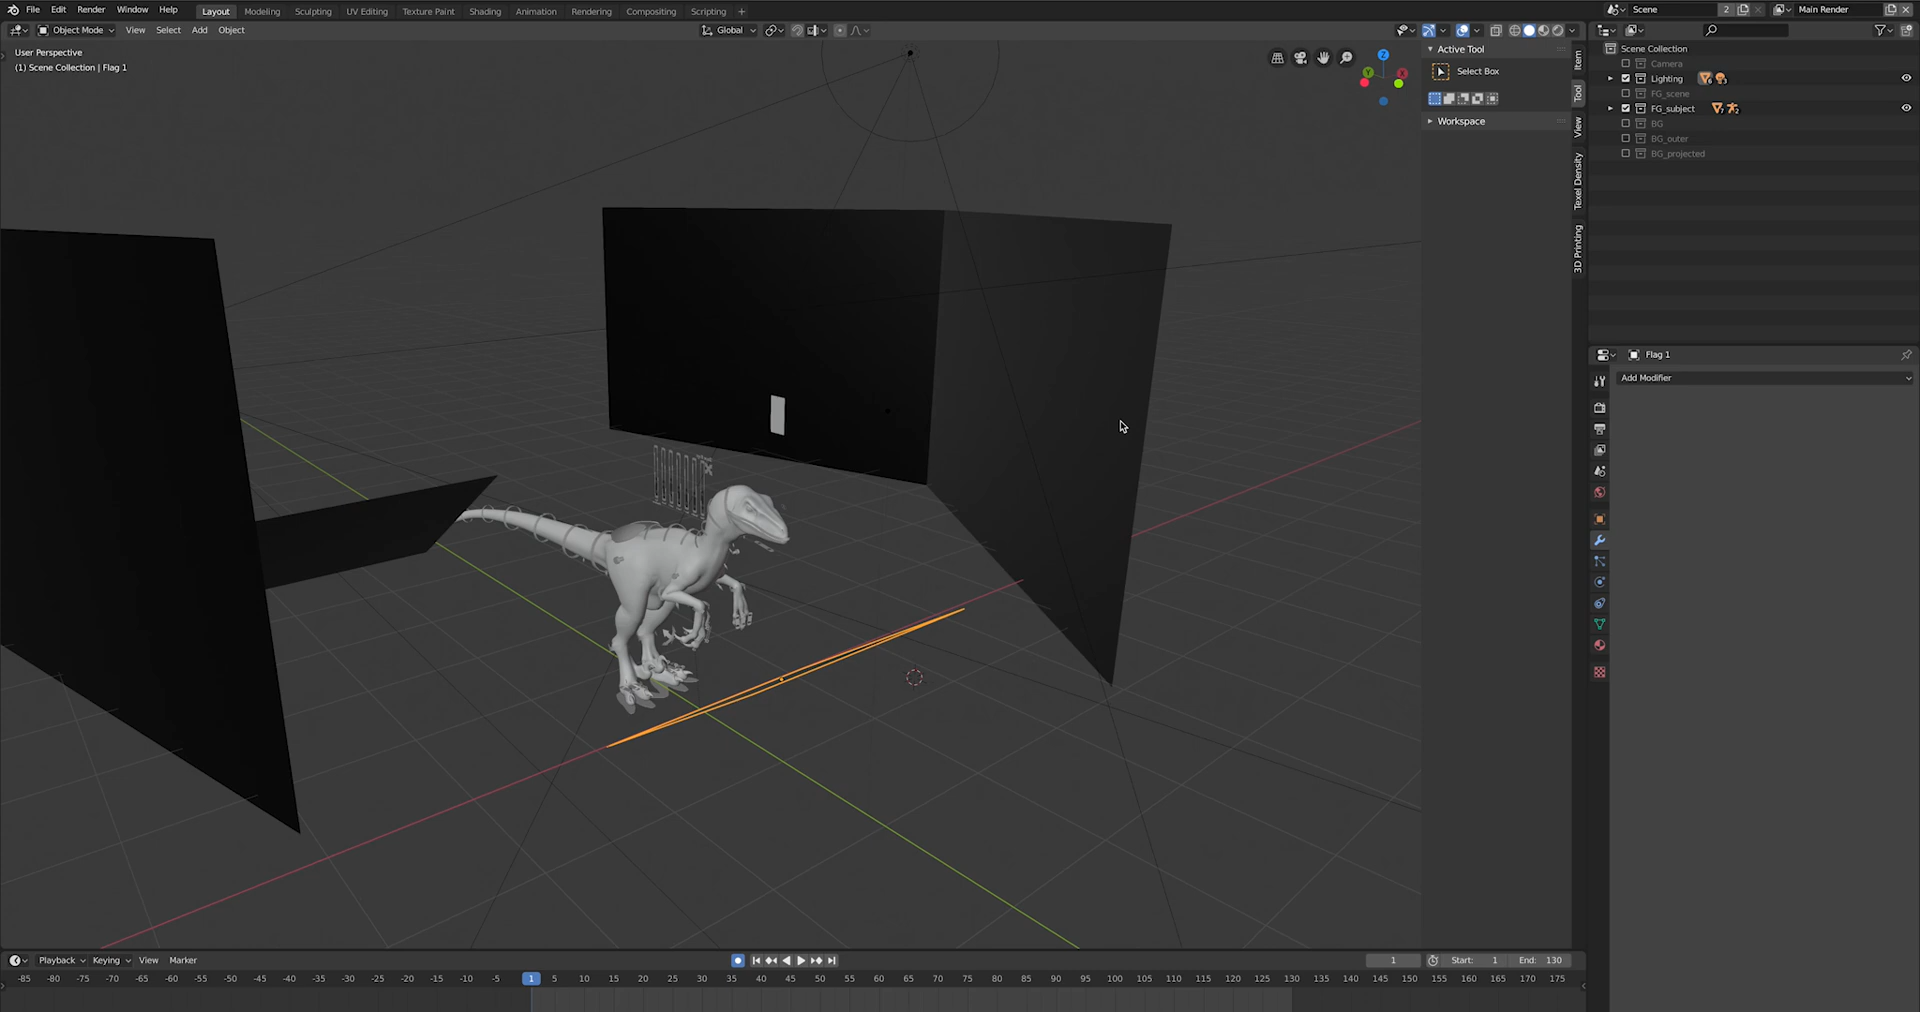 File Edit Render Window Help Layout Modeling Sculpting UV Editing Texture Paint Shading Animation Rendering Compositing Scripting + Scene 2 Main Render
Object Mode View Select Add Object Global
User Perspective
(1) Scene Collection | Flag 1
Active Tool
Select Box
Workspace
Item
Tool
View
Texel Density
3D Printing
Scene Collection
Camera
Lighting
FG_scene
FG_subject
BG
BG_outer
BG_projected
Flag 1
Add Modifier
Z
Y
X
Playback Keying View Marker 1 Start: 1 End: 130
-85 -80 -75 -70 -65 -60 -55 -50 -45 -40 -35 -30 -25 -20 -15 -10 -5 1 5 10 15 20 25 30 35 40 45 50 55 60 65 70 75 80 85 90 95 100 105 110 115 120 125 130 135 140 145 150 155 160 165 170 175